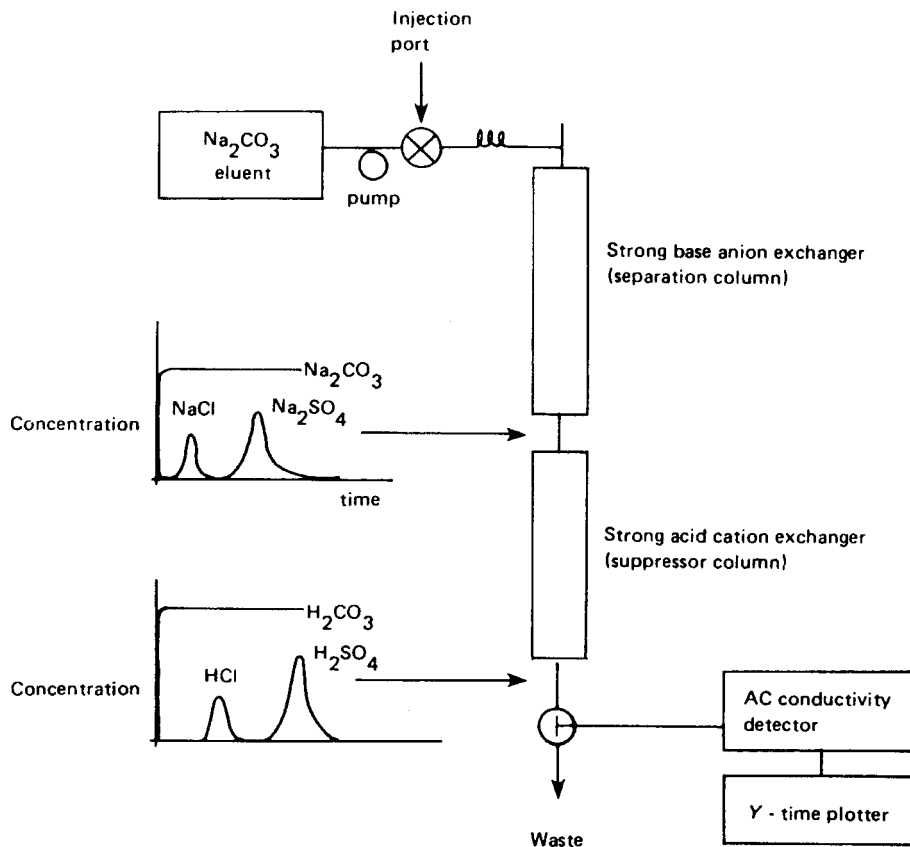 Injection
port
Na2CO3
eluent
pump
Strong base anion exchanger
(separation column)
Na2CO3
NaCl
Na2SO4
Concentration
time
Strong acid cation exchanger
(suppressor column)
H2CO3
H2SO4
HCl
Concentration
AC conductivity
detector
Y - time plotter
Waste